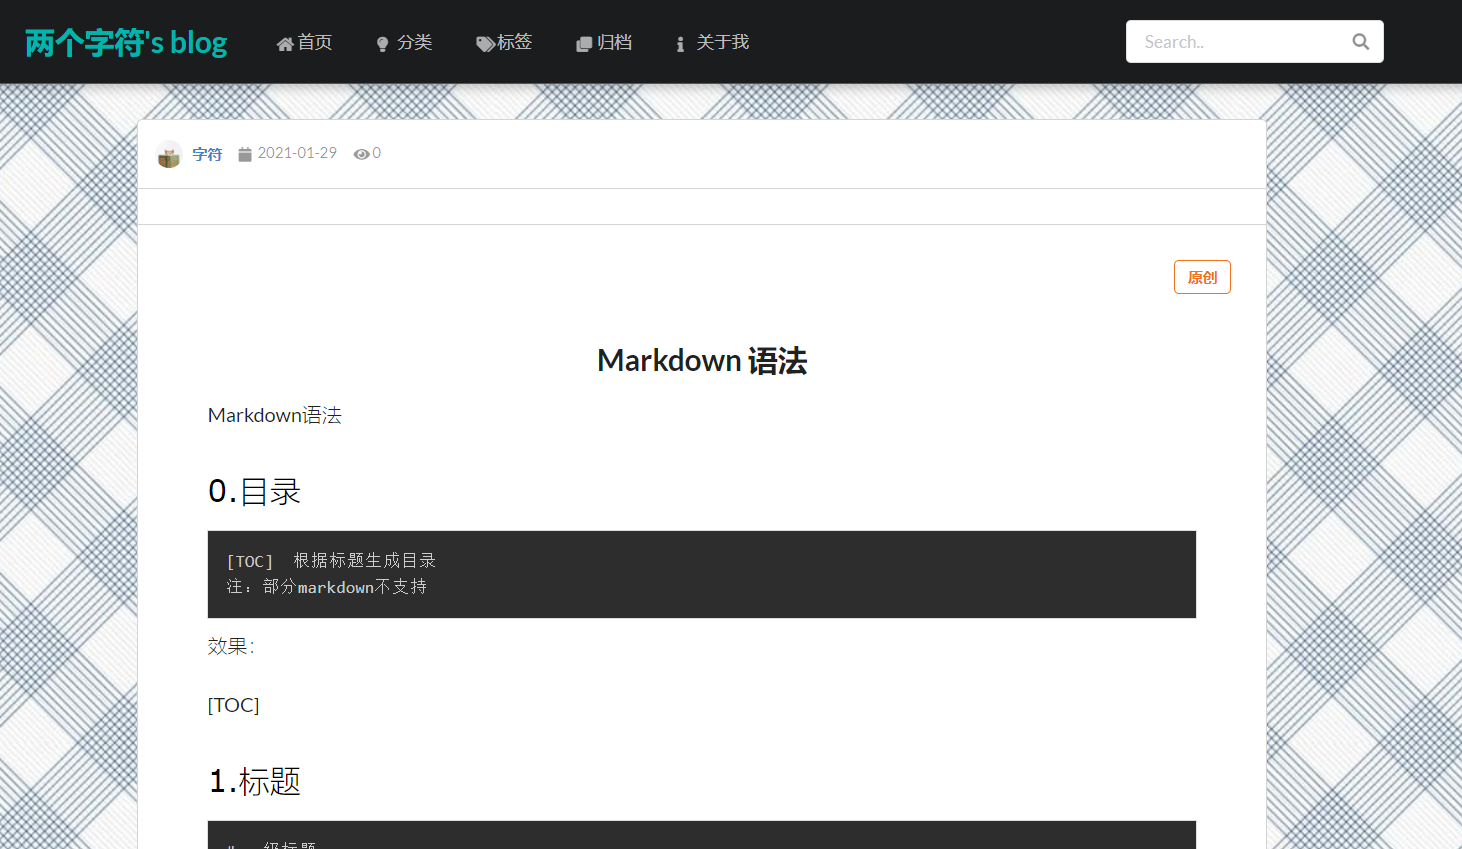 两个字符's blog 首页 分类 标签 归档 关于我 Search..
字符 2021-01-29 0
原创
Markdown 语法
Markdown语法
0.目录
[TOC] 根据标题生成目录
注：部分markdown不支持
效果：
[TOC]
1.标题